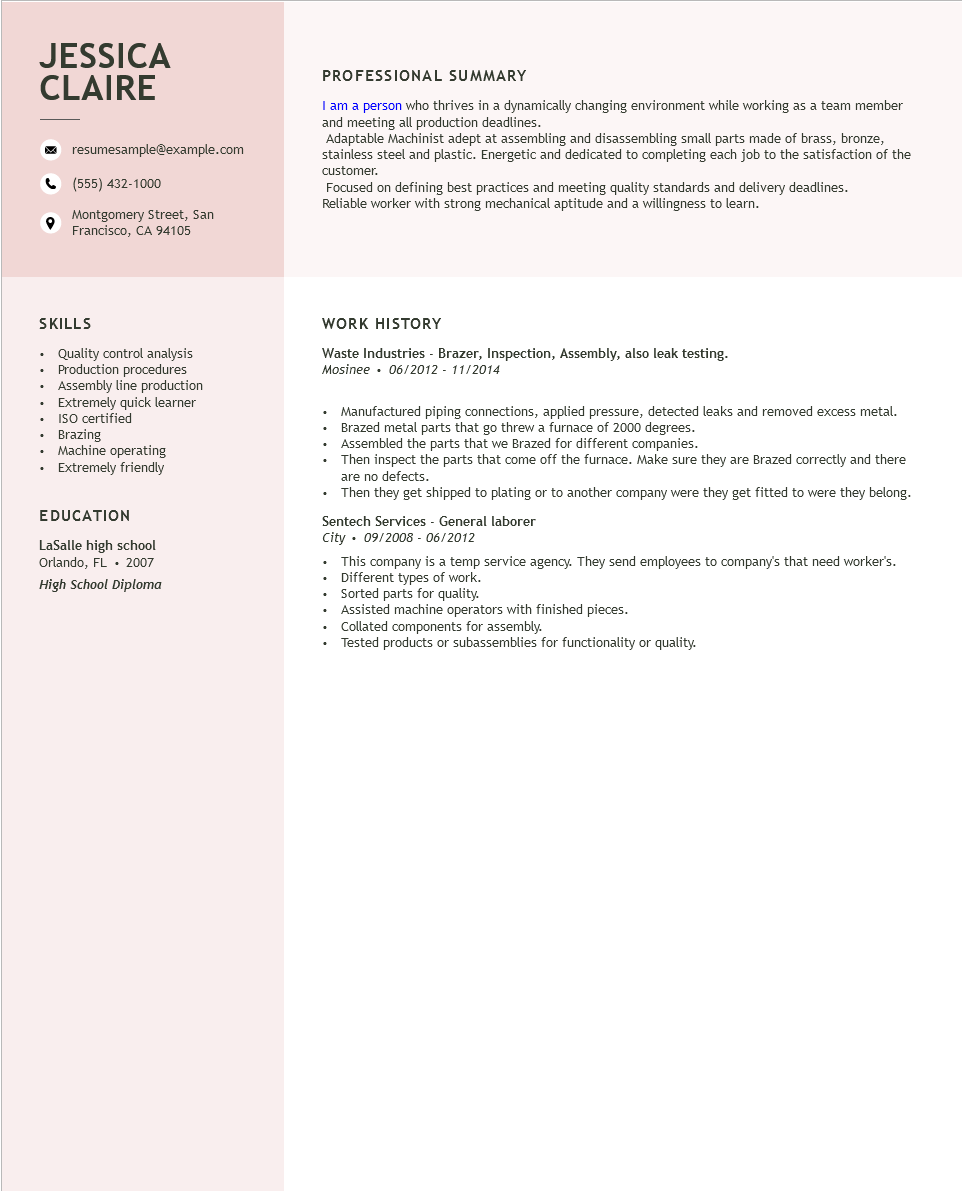 JESSICA
CLAIRE
resumesample@example.com
(555) 432-1000
Montgomery Street, San
Francisco, CA 94105
PROFESSIONAL SUMMARY
I am a person who thrives in a dynamically changing environment while working as a team member
and meeting all production deadlines.
Adaptable Machinist adept at assembling and disassembling small parts made of brass, bronze,
stainless steel and plastic. Energetic and dedicated to completing each job to the satisfaction of the
customer.
Focused on defining best practices and meeting quality standards and delivery deadlines.
Reliable worker with strong mechanical aptitude and a willingness to learn.
SKILLS
• Quality control analysis
• Production procedures
• Assembly line production
• Extremely quick learner
• ISO certified
• Brazing
• Machine operating
• Extremely friendly
EDUCATION
LaSalle high school
Orlando, FL • 2007
High School Diploma
WORK HISTORY
Waste Industries - Brazer, Inspection, Assembly, also leak testing.
Mosinee • 06/2012 - 11/2014
• Manufactured piping connections, applied pressure, detected leaks and removed excess metal.
• Brazed metal parts that go threw a furnace of 2000 degrees.
• Assembled the parts that we Brazed for different companies.
• Then inspect the parts that come off the furnace. Make sure they are Brazed correctly and there
are no defects.
• Then they get shipped to plating or to another company were they get fitted to were they belong.
Sentech Services - General laborer
City • 09/2008 - 06/2012
• This company is a temp service agency. They send employees to company's that need worker's.
• Different types of work.
• Sorted parts for quality.
• Assisted machine operators with finished pieces.
• Collated components for assembly.
• Tested products or subassemblies for functionality or quality.